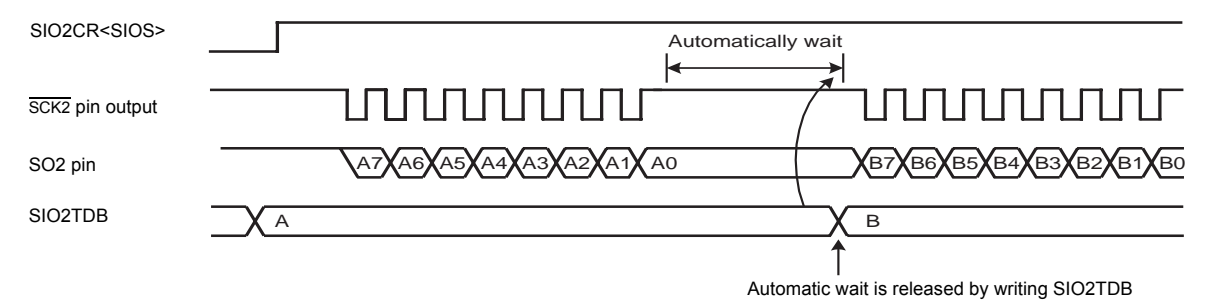 SIO2CR<SIOS>
Automatically wait
SCK2 pin output
SO2 pin
A7 A6 A5 A4 A3 A2 A1 A0 B7 B6 B5 B4 B3 B2 B1 B0
SIO2TDB
A B
Automatic wait is released by writing SIO2TDB